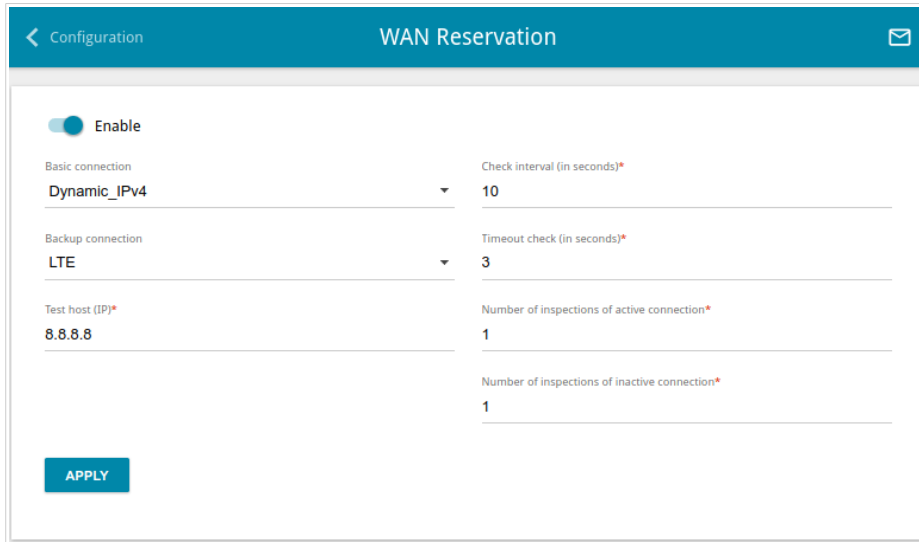 Configuration
WAN Reservation
Enable
Basic connection
Dynamic_IPv4
Backup connection
LTE
Test host (IP)*
8.8.8.8
Check interval (in seconds)*
10
Timeout check (in seconds)*
3
Number of inspections of active connection*
1
Number of inspections of inactive connection*
1
APPLY